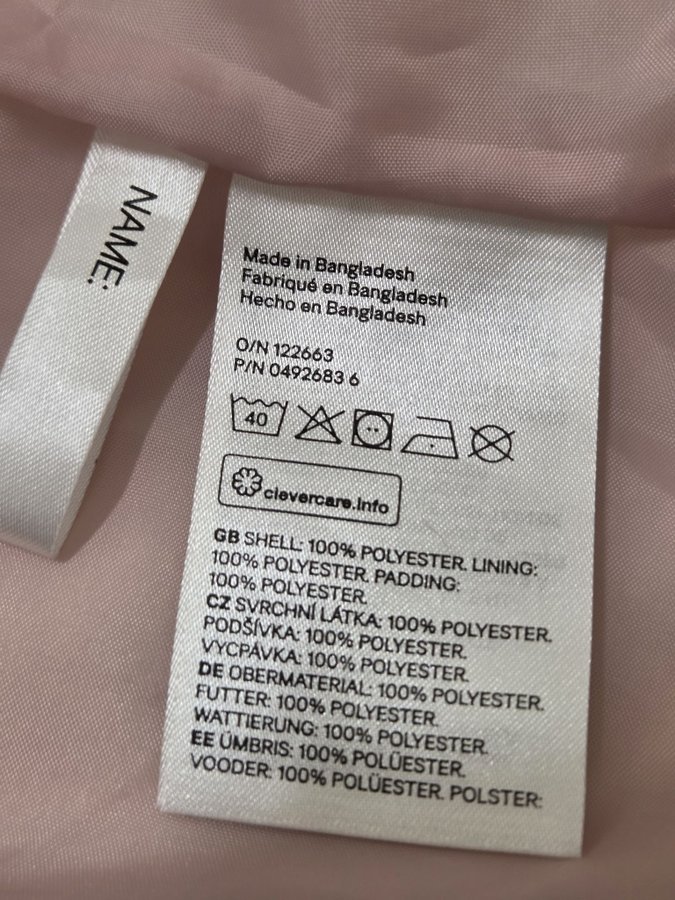 NAME:
Made in Bangladesh
Fabriqué en Bangladesh
Hecho en Bangladesh
O/N 122663
P/N 0492683 6
40
clevercare.info
GB SHELL: 100% POLYESTER. LINING:
100% POLYESTER. PADDING:
100% POLYESTER.
CZ SVRCHNÍ LÁTKA: 100% POLYESTER.
PODŠÍVKA: 100% POLYESTER.
VYCPÁVKA: 100% POLYESTER.
DE OBERMATERIAL: 100% POLYESTER.
FUTTER: 100% POLYESTER.
WATTIERUNG: 100% POLYESTER.
EE ÜMBRIS: 100% POLÜESTER.
VOODER: 100% POLÜESTER. POLSTER: